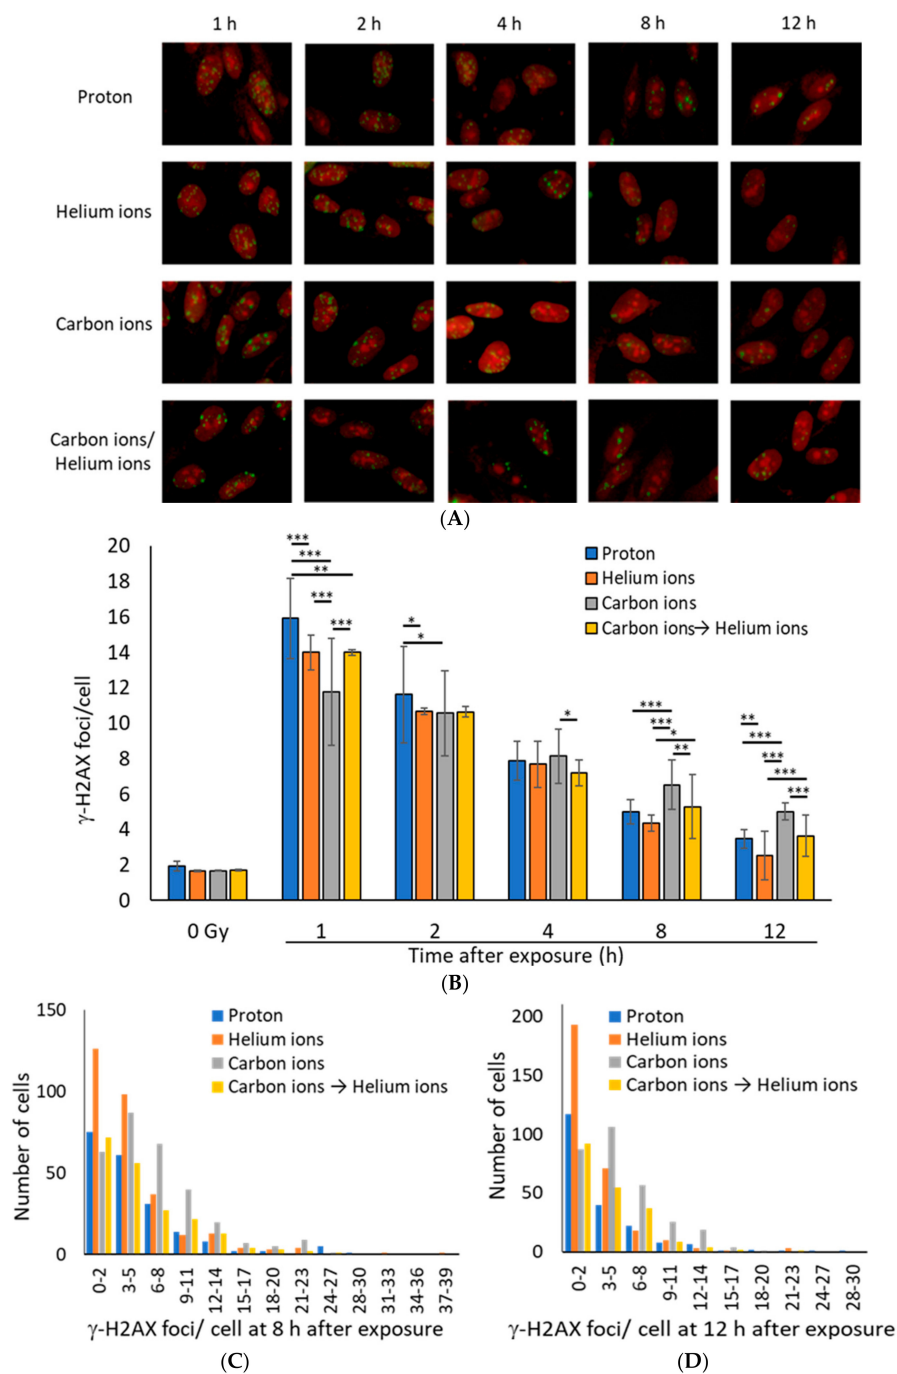 1 h 2 h 4 h 8 h 12 h
Proton
Helium ions
Carbon ions
Carbon ions/
Helium ions
(A)
γ-H2AX foci/cell
20
18
16
14
12
10
8
6
4
2
0
*** *** ** *** ***
* *
*
*** *** * **
** *** *** *** ***
Proton
Helium ions
Carbon ions
Carbon ions → Helium ions
0 Gy 1 2 4 8 12
Time after exposure (h)
(B)
Number of cells
150
100
50
0
Proton
Helium ions
Carbon ions
Carbon ions → Helium ions
0-2 3-5 6-8 9-11 12-14 15-17 18-20 21-23 24-27 28-30 31-33 34-36 37-39
γ-H2AX foci/ cell at 8 h after exposure
(C)
Number of cells
200
150
100
50
0
Proton
Helium ions
Carbon ions
Carbon ions → Helium ions
0-2 3-5 6-8 9-11 12-14 15-17 18-20 21-23 24-27 28-30
γ-H2AX foci/ cell at 12 h after exposure
(D)